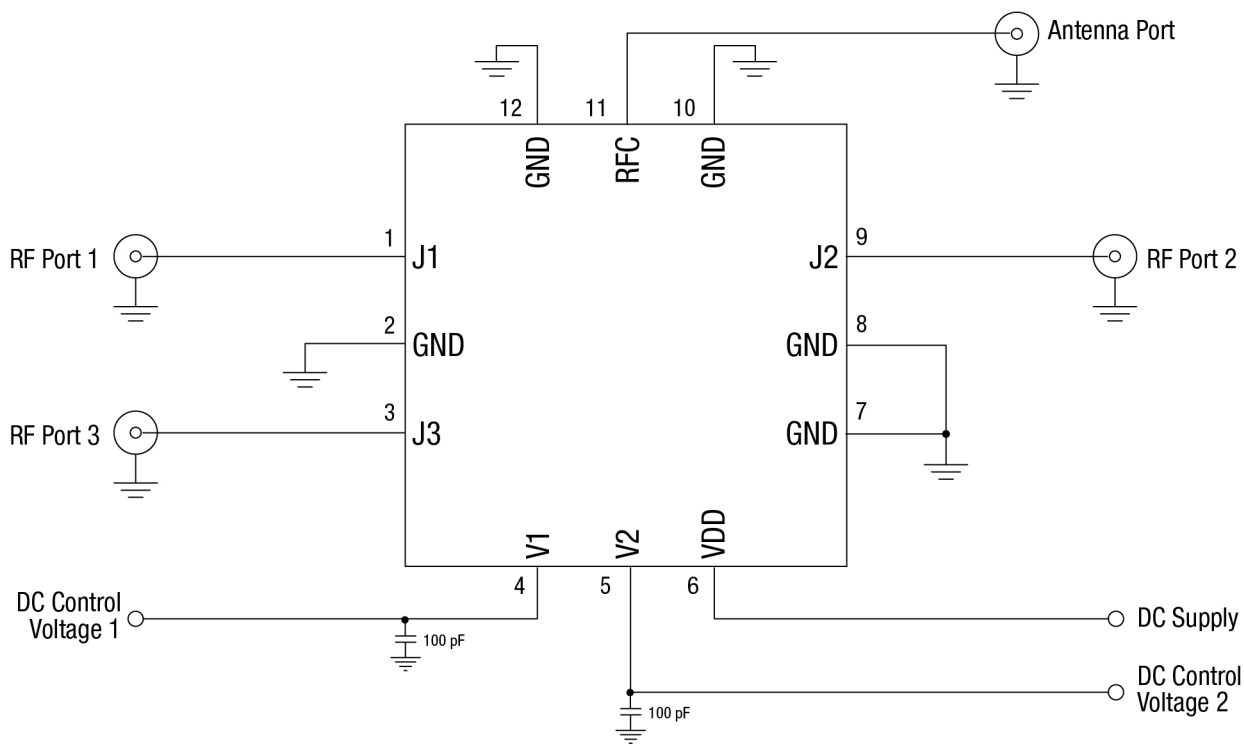 Antenna Port
12
11
10
GND
RFC
GND
RF Port 1
1
J1
J2
9
RF Port 2
2
GND
GND
8
RF Port 3
3
J3
GND
7
V1
V2
VDD
4
5
6
DC Control
Voltage 1
100 pF
DC Supply
DC Control
Voltage 2
100 pF